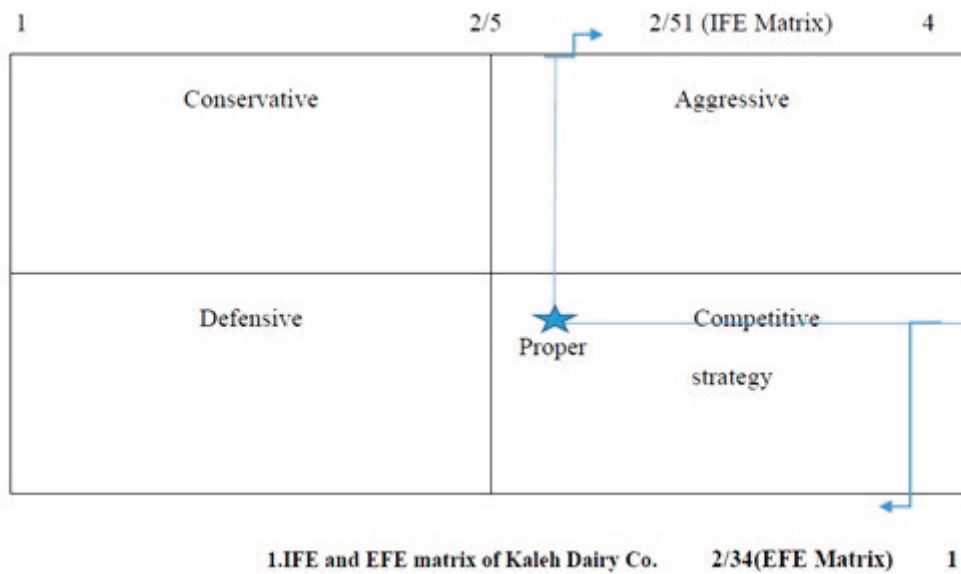 1 2/5 2/51 (IFE Matrix) 4
Conservative Aggressive
Defensive Competitive
Proper
strategy
1.IFE and EFE matrix of Kaleh Dairy Co. 2/34(EFE Matrix) 1